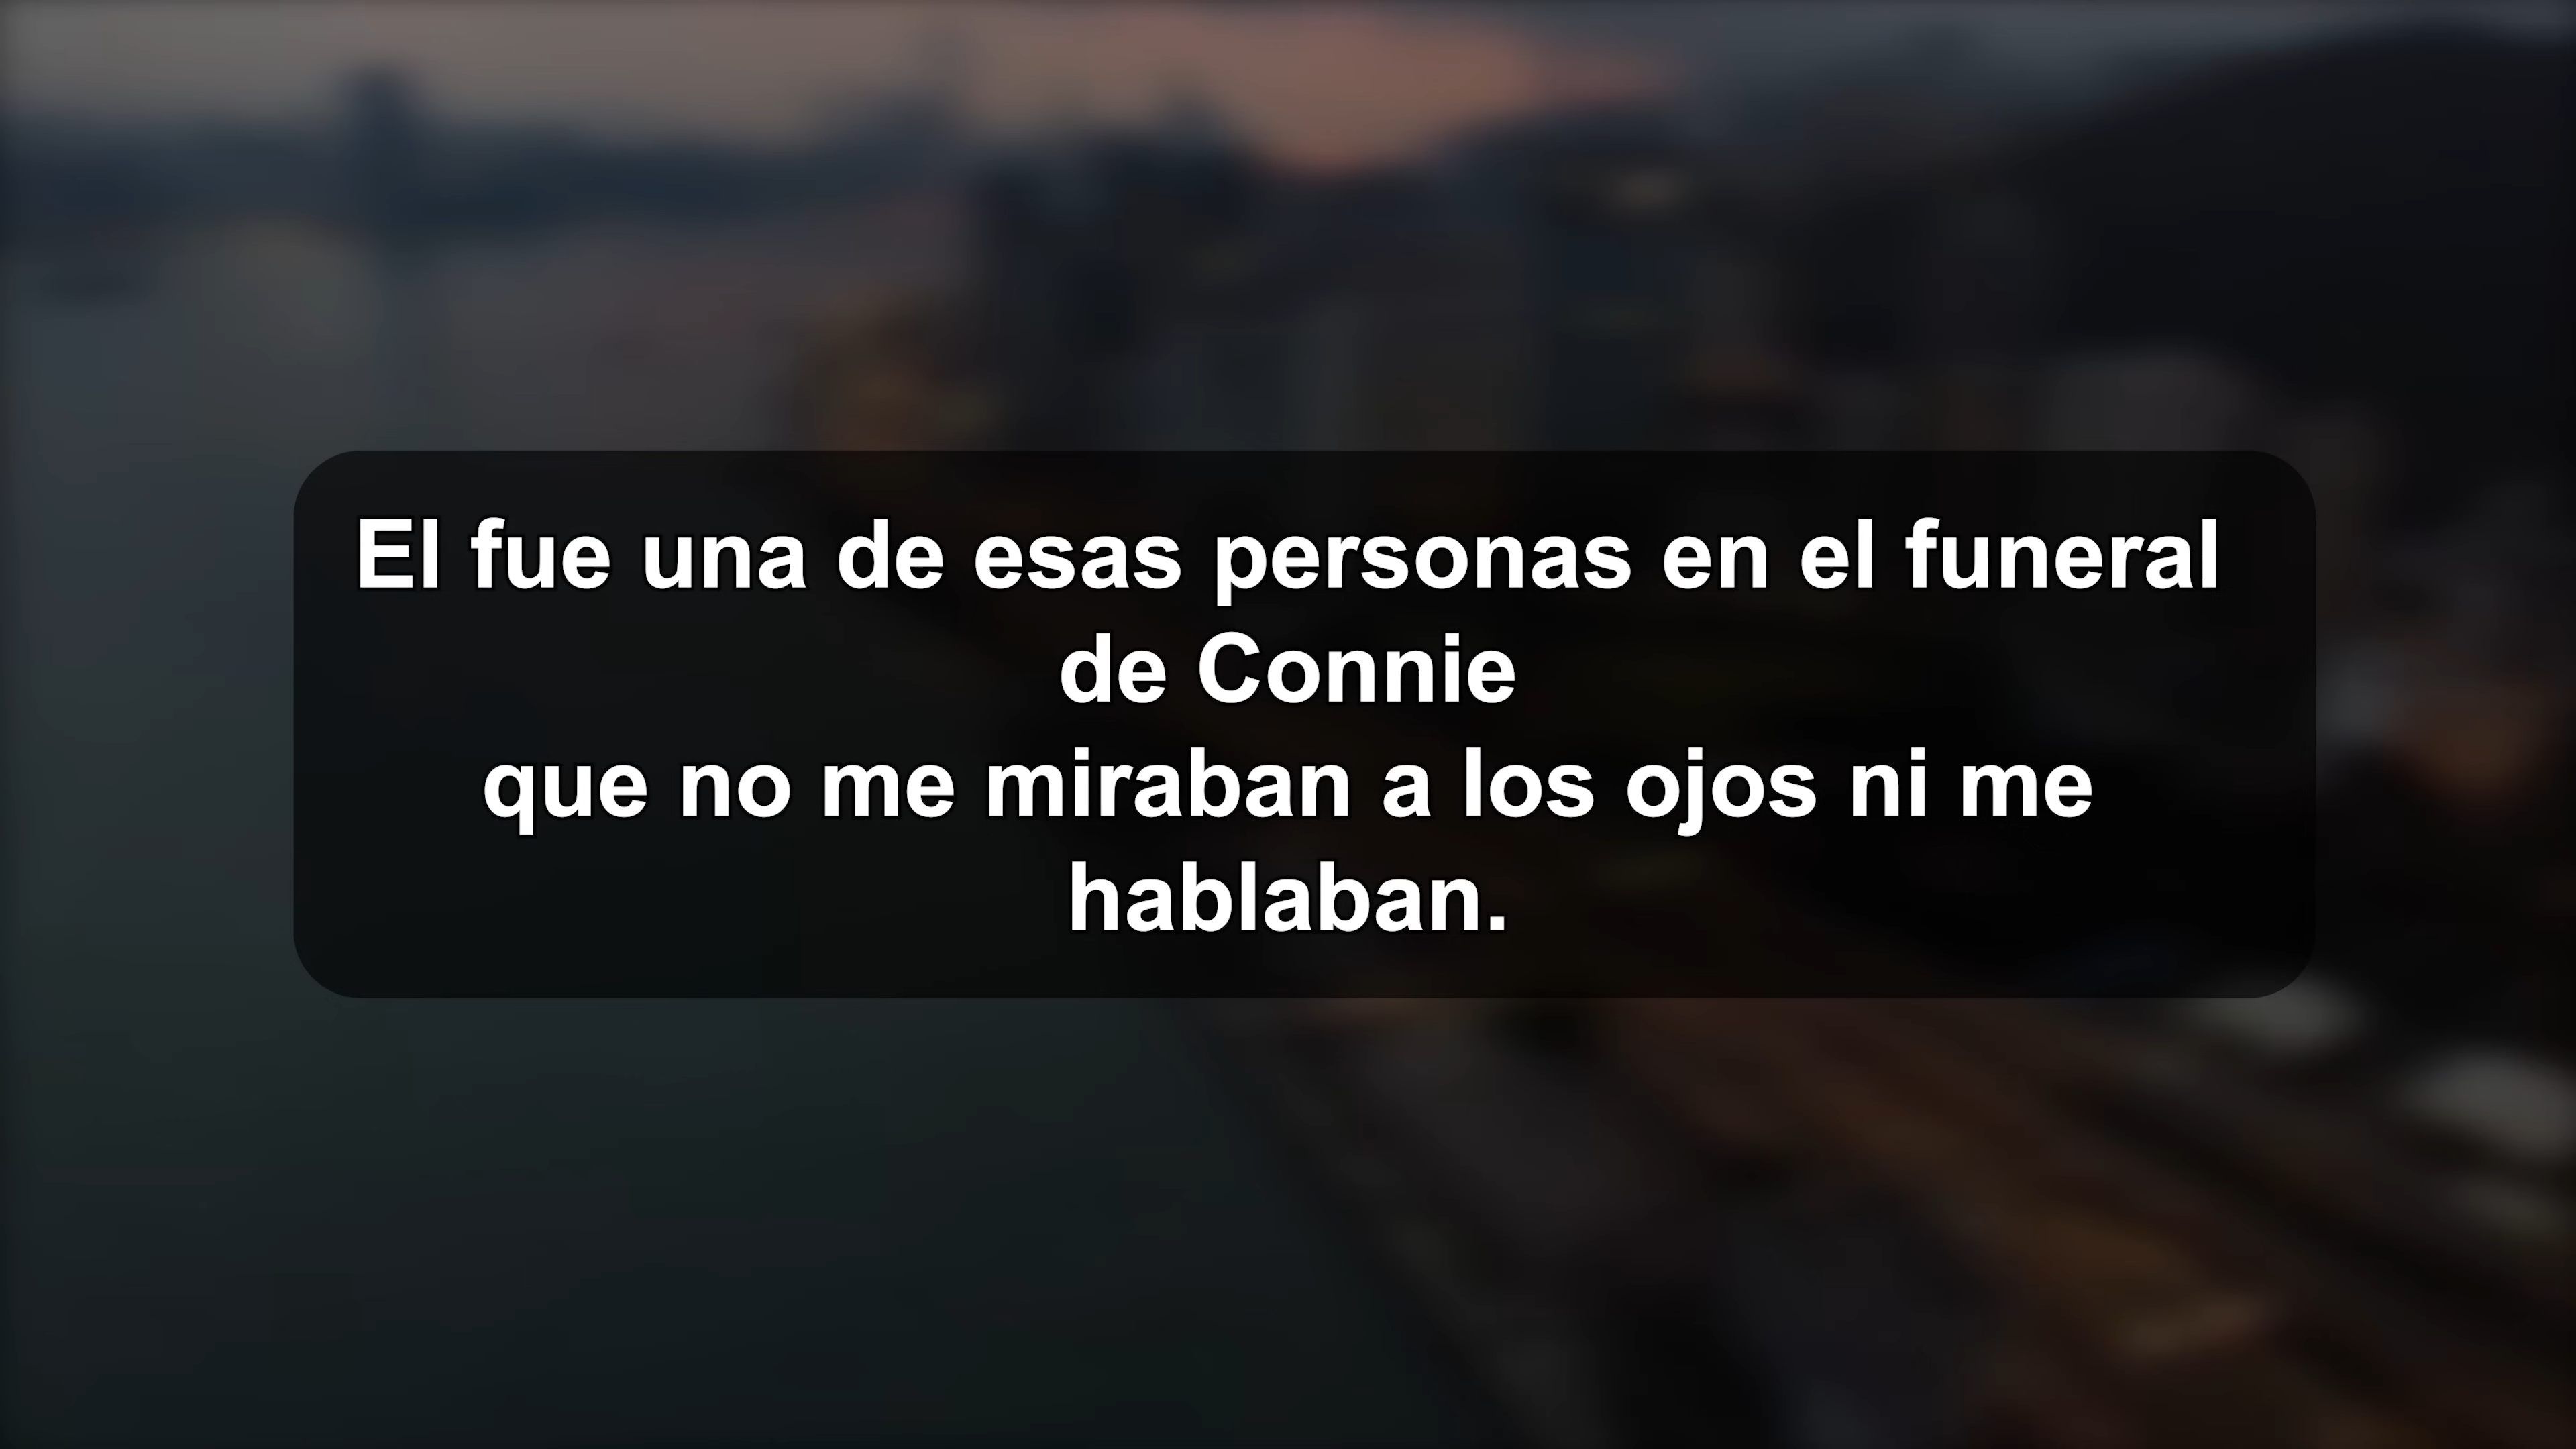 El fue una de esas personas en el funeral
de Connie
que no me miraban a los ojos ni me
hablaban.